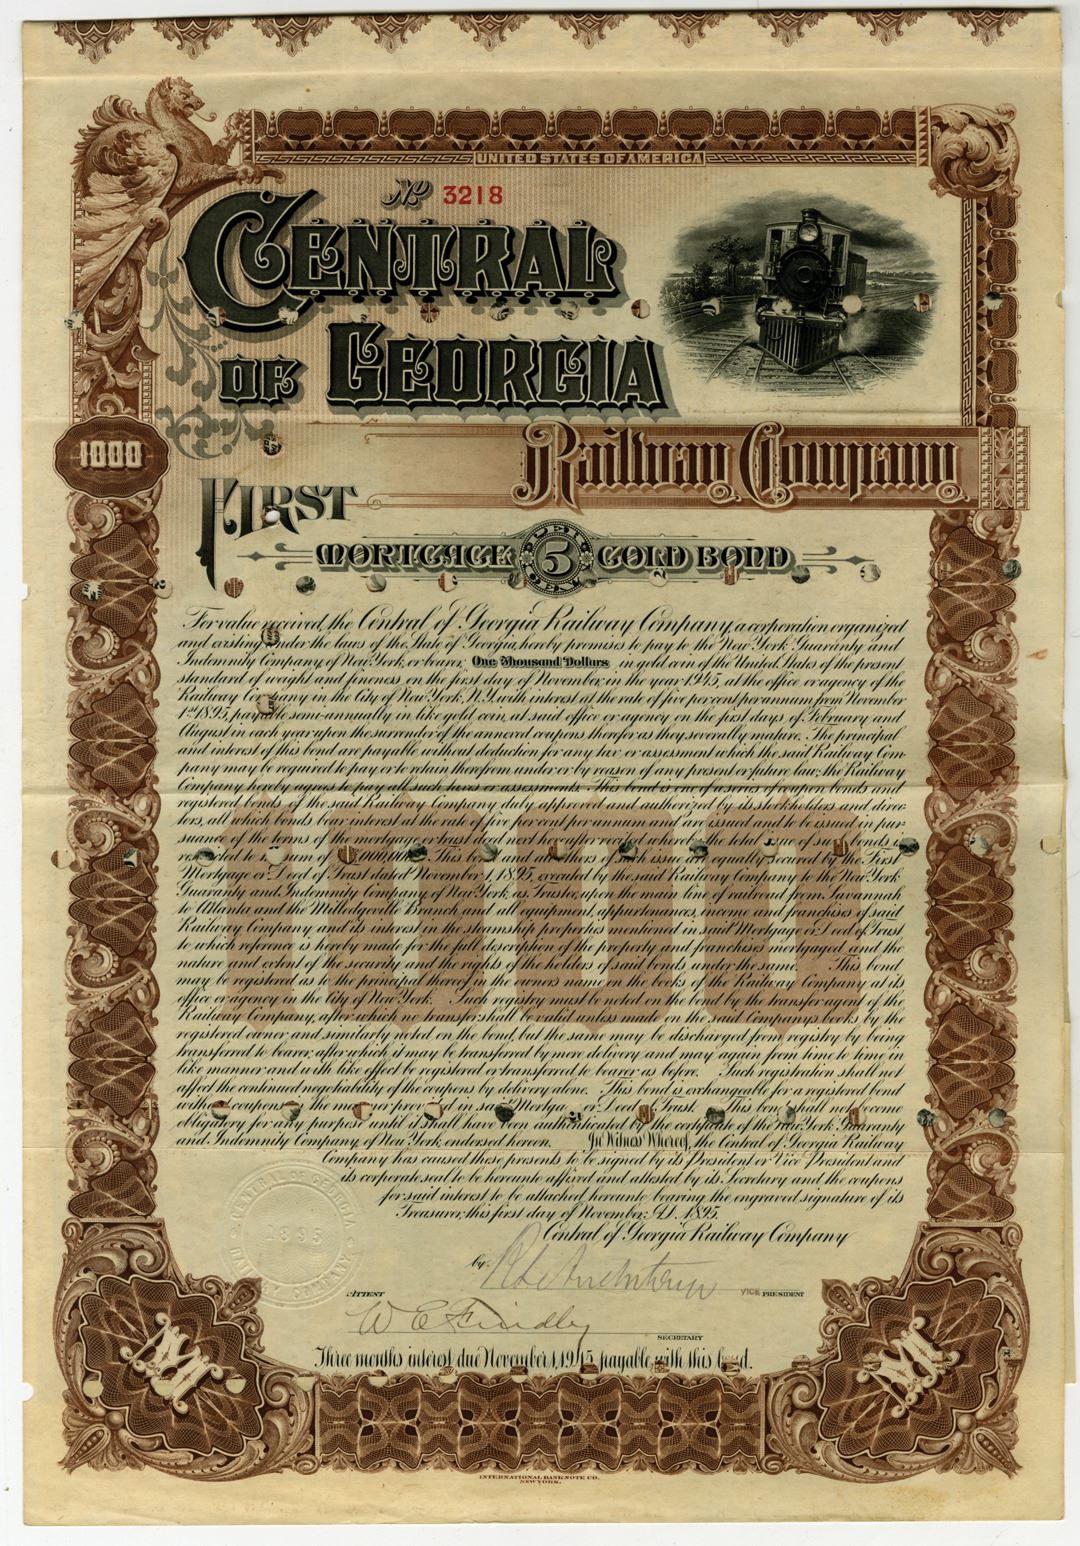 UNITED STATES OF AMERICA
No 3218
CENTRAL
OF GEORGIA
Railway Company
1000
FIRST
MORTGAGE 5 GOLD BOND
For value received, the Central of Georgia Railway Company, a corporation organized
and existing under the laws of the State of Georgia, hereby promises to pay to the New York Guaranty and
Indemnity Company of New York, or bearer, One Thousand Dollars in gold coin of the United States of the present
standard of weight and fineness, on the first day of November, in the year 1945, at the office or agency of the
Railway Company in the City of New York, N.Y. with interest at the rate of five per cent per annum from November
1st 1895, payable semi-annually in like gold coin, at said office or agency on the first days of February and
August in each year upon the surrender of the annexed coupons therefor as they severally mature. The principal
and interest of this bond are payable without deduction for any tax or assessment which the said Railway Com-
pany may be required to pay or to retain therefrom under or by reason of any present or future law; the Railway
Company hereby agrees to pay all such taxes or assessments. This bond is one of a series of coupon bonds and
registered bonds of the said Railway Company duly approved and authorized by its stockholders and direc-
tors, all which bonds bear interest at the rate of five per cent per annum and are issued and to be issued in pur-
suance of the terms of the mortgage or trust deed next hereafter recited whereby the total issue of such bonds is
restricted to sum of 000,000. This bond and all others of such issue are equally secured by the First
Mortgage or Deed of Trust dated November 1, 1895, executed by the said Railway Company to the New York
Guaranty and Indemnity Company of New York, as Trustee, upon the main line of railroad from Savannah
to Atlanta and the Milledgeville Branch and all equipment, appurtenances, income and franchises of said
Railway Company and its interest in the steamship properties mentioned in said Mortgage or Deed of Trust
to which reference is hereby made for the full description of the property and franchises mortgaged and the
nature and extent of the security and the rights of the holders of said bonds under the same. This bond
may be registered as to the principal thereof in the owners name on the books of the Railway Company at its
office or agency in the City of New York. Such registry must be noted on the bond by the transfer agent of the
Railway Company, after which no transfer shall be valid unless made on the said Company's books by the
registered owner and similarly noted on the bond, but the same may be discharged from registry by being
transferred to bearer, after which it may be transferred by mere delivery and may again from time to time in
like manner and with like effect be registered or transferred to bearer as before. Such registration shall not
affect the continued negotiability of the coupons by delivery alone. This bond is exchangeable for a registered bond
without coupons in the manner provided in said Mortgage or Deed of Trust. This bond shall not become
obligatory for any purpose until it shall have been authenticated by the certificate of the New York Guaranty
and Indemnity Company, of New York, endorsed hereon. In Witness Whereof, the Central of Georgia Railway
Company has caused these presents to be signed by its President or Vice President and
its corporate seal to be hereunto affixed and attested by its Secretary and the coupons
for said interest to be attached hereunto bearing the engraved signature of its
Treasurer, this first day of November, A.D. 1895.
Central of Georgia Railway Company
CENTRAL OF GEORGIA
1895
RAILWAY COMPANY
by
VICE PRESIDENT
ATTEST
W E Findley
SECRETARY
Three months interest due November 1, 1945, payable with this bond.
M
M
INTERNATIONAL BANK NOTE CO.
NEW YORK.